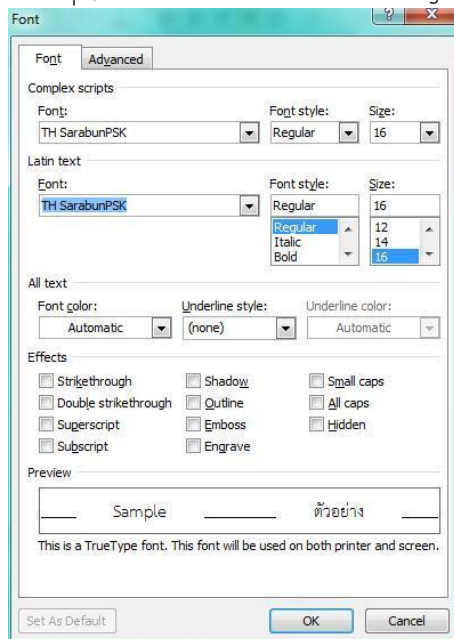 Font
Font Advanced
Complex scripts
Font: Font style: Size:
TH SarabunPSK Regular 16
Latin text
Font: Font style: Size:
TH SarabunPSK Regular 16
Regular 12
Italic 14
Bold 16
All text
Font color: Underline style: Underline color:
Automatic (none) Automatic
Effects
Strikethrough Shadow Small caps
Double strikethrough Outline All caps
Superscript Emboss Hidden
Subscript Engrave
Preview
Sample ตัวอย่าง
This is a TrueType font. This font will be used on both printer and screen.
Set As Default OK Cancel